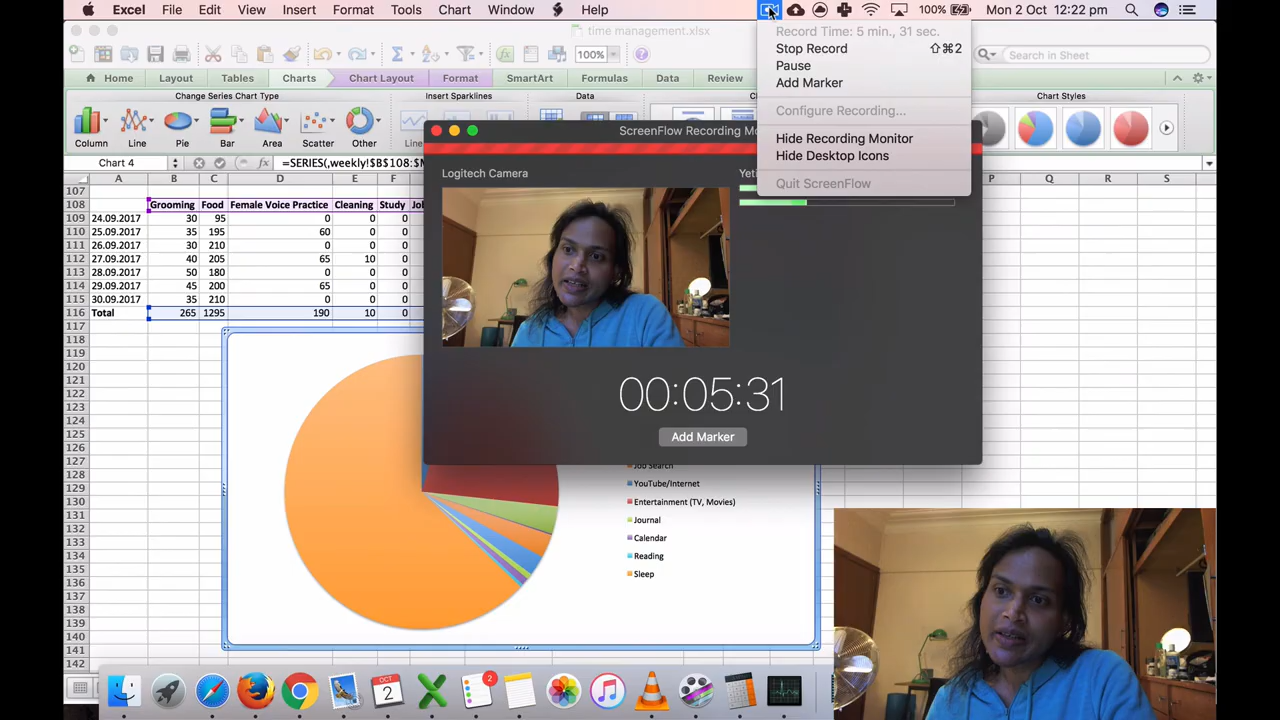 Excel File Edit View Insert Format Tools Chart Window Help 100% Mon 2 Oct 12:22 pm
time management.xlsx
100% Search in Sheet
Home Layout Tables Charts Chart Layout Format SmartArt Formulas Data Review
Change Series Chart Type Insert Sparklines Data Chart Styles
Column Line Pie Bar Area Scatter Other Line
Chart 4 fx =SERIES(,weekly!$B$108:$
Record Time: 5 min., 31 sec.
Stop Record ⇧⌘2
Pause
Add Marker
Configure Recording...
Hide Recording Monitor
Hide Desktop Icons
Quit ScreenFlow
ScreenFlow Recording Mo
Logitech Camera Yeti
00:05:31
Add Marker
A B C D E F P Q R S
107
108 Grooming Food Female Voice Practice Cleaning Study
109 24.09.2017 30 95 0 0 0
110 25.09.2017 35 195 60 0 0
111 26.09.2017 30 210 0 0 0
112 27.09.2017 40 205 65 10 0
113 28.09.2017 50 180 0 0 0
114 29.09.2017 45 200 65 0 0
115 30.09.2017 35 210 0 0 0
116 Total 265 1295 190 10 0
117
118
119
120
121
122
123
124
125
126
127
128
129
130
131
132
133
134
135
136
137
138
139
140
141
142
Job Search
YouTube/Internet
Entertainment (TV, Movies)
Journal
Calendar
Reading
Sleep
OCT
2
2